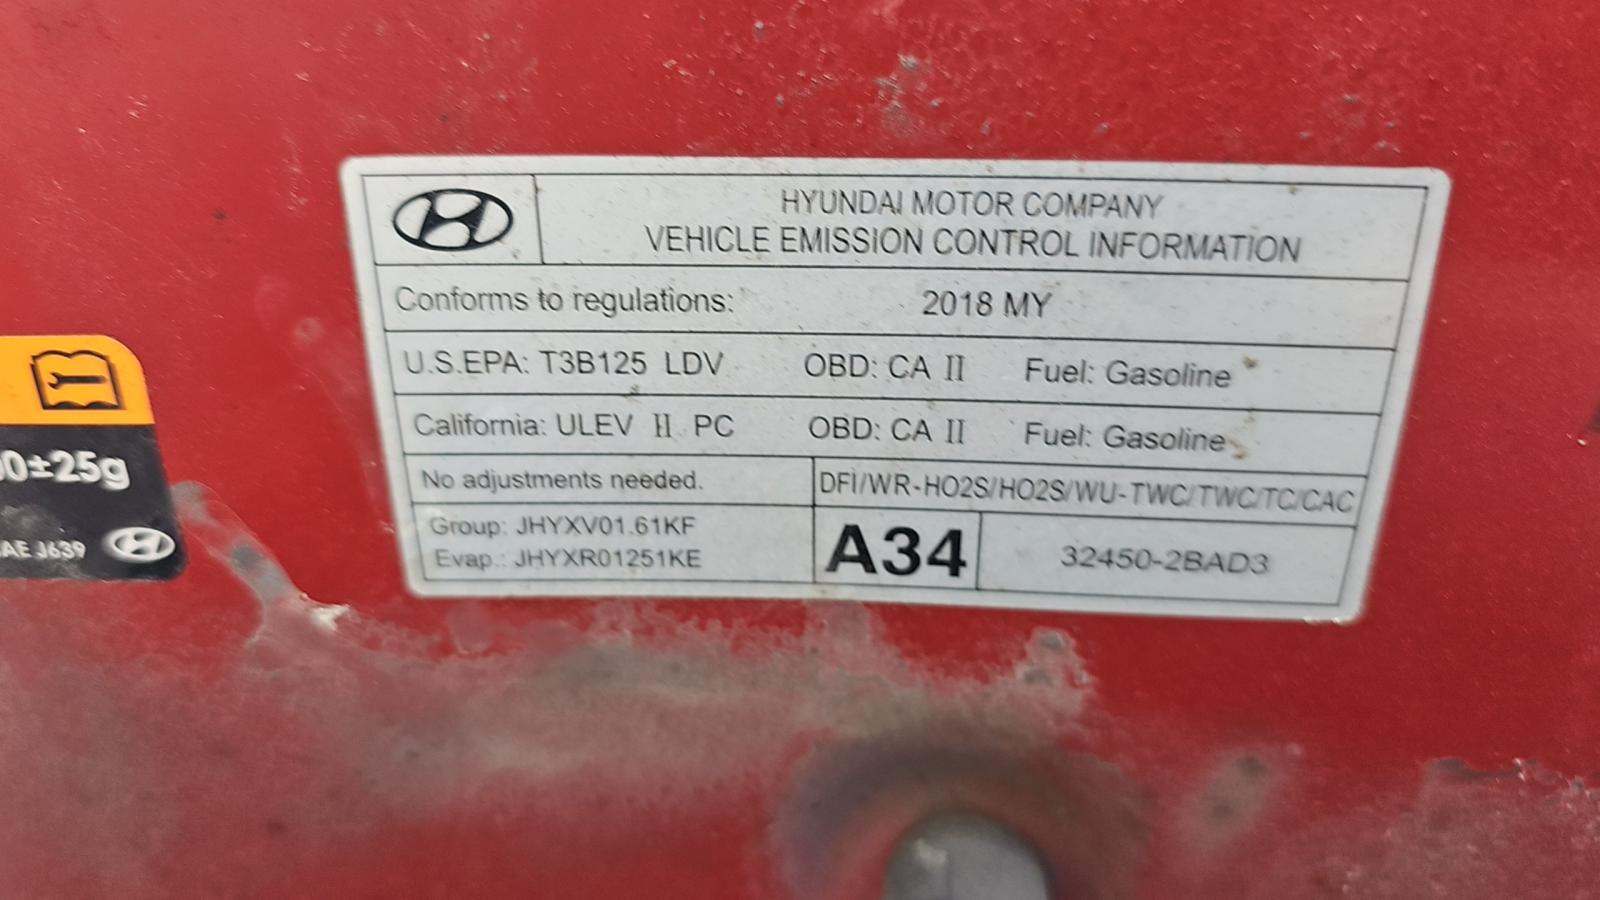 HYUNDAI MOTOR COMPANY
VEHICLE EMISSION CONTROL INFORMATION
Conforms to regulations: 2018 MY
U.S.EPA: T3B125 LDV OBD: CA II Fuel: Gasoline
California: ULEV II PC OBD: CA II Fuel: Gasoline
No adjustments needed. DFI/WR-HO2S/HO2S/WU-TWC/TWC/TC/CAC
Group: JHYXV01.61KF
Evap.: JHYXR01251KE
A34 32450-2BAD3
0±25g
AE J639